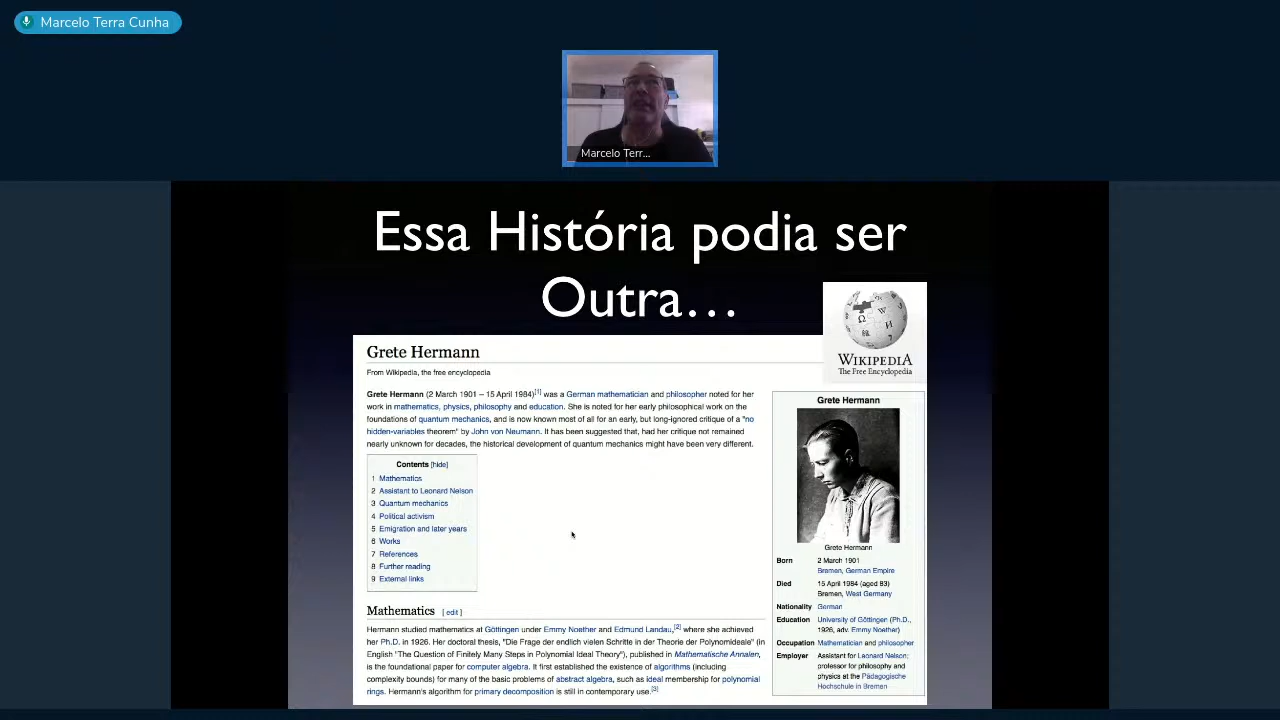 Marcelo Terra Cunha
Marcelo Terr...
Essa História podia ser
Outra...
WIKIPEDIA
The Free Encyclopedia
Grete Hermann
From Wikipedia, the free encyclopedia
Grete Hermann (2 March 1901 – 15 April 1984)[1] was a German mathematician and philosopher noted for her
work in mathematics, physics, philosophy and education. She is noted for her early philosophical work on the
foundations of quantum mechanics, and is now known most of all for an early, but long-ignored critique of a "no
hidden-variables theorem" by John von Neumann. It has been suggested that, had her critique not remained
nearly unknown for decades, the historical development of quantum mechanics might have been very different.
Contents [hide]
1 Mathematics
2 Assistant to Leonard Nelson
3 Quantum mechanics
4 Political activism
5 Emigration and later years
6 Works
7 References
8 Further reading
9 External links
Mathematics [ edit ]
Hermann studied mathematics at Göttingen under Emmy Noether and Edmund Landau,[2] where she achieved
her Ph.D. in 1926. Her doctoral thesis, "Die Frage der endlich vielen Schritte in der Theorie der Polynomideale" (in
English "The Question of Finitely Many Steps in Polynomial Ideal Theory"), published in Mathematische Annalen,
is the foundational paper for computer algebra. It first established the existence of algorithms (including
complexity bounds) for many of the basic problems of abstract algebra, such as ideal membership for polynomial
rings. Hermann's algorithm for primary decomposition is still in contemporary use.[3]
Grete Hermann
Grete Hermann
Born 2 March 1901
Bremen, German Empire
Died 15 April 1984 (aged 83)
Bremen, West Germany
Nationality German
Education University of Göttingen (Ph.D.,
1926, adv. Emmy Noether)
Occupation Mathematician and philosopher
Employer Assistant for Leonard Nelson;
professor for philosophy and
physics at the Pädagogische
Hochschule in Bremen